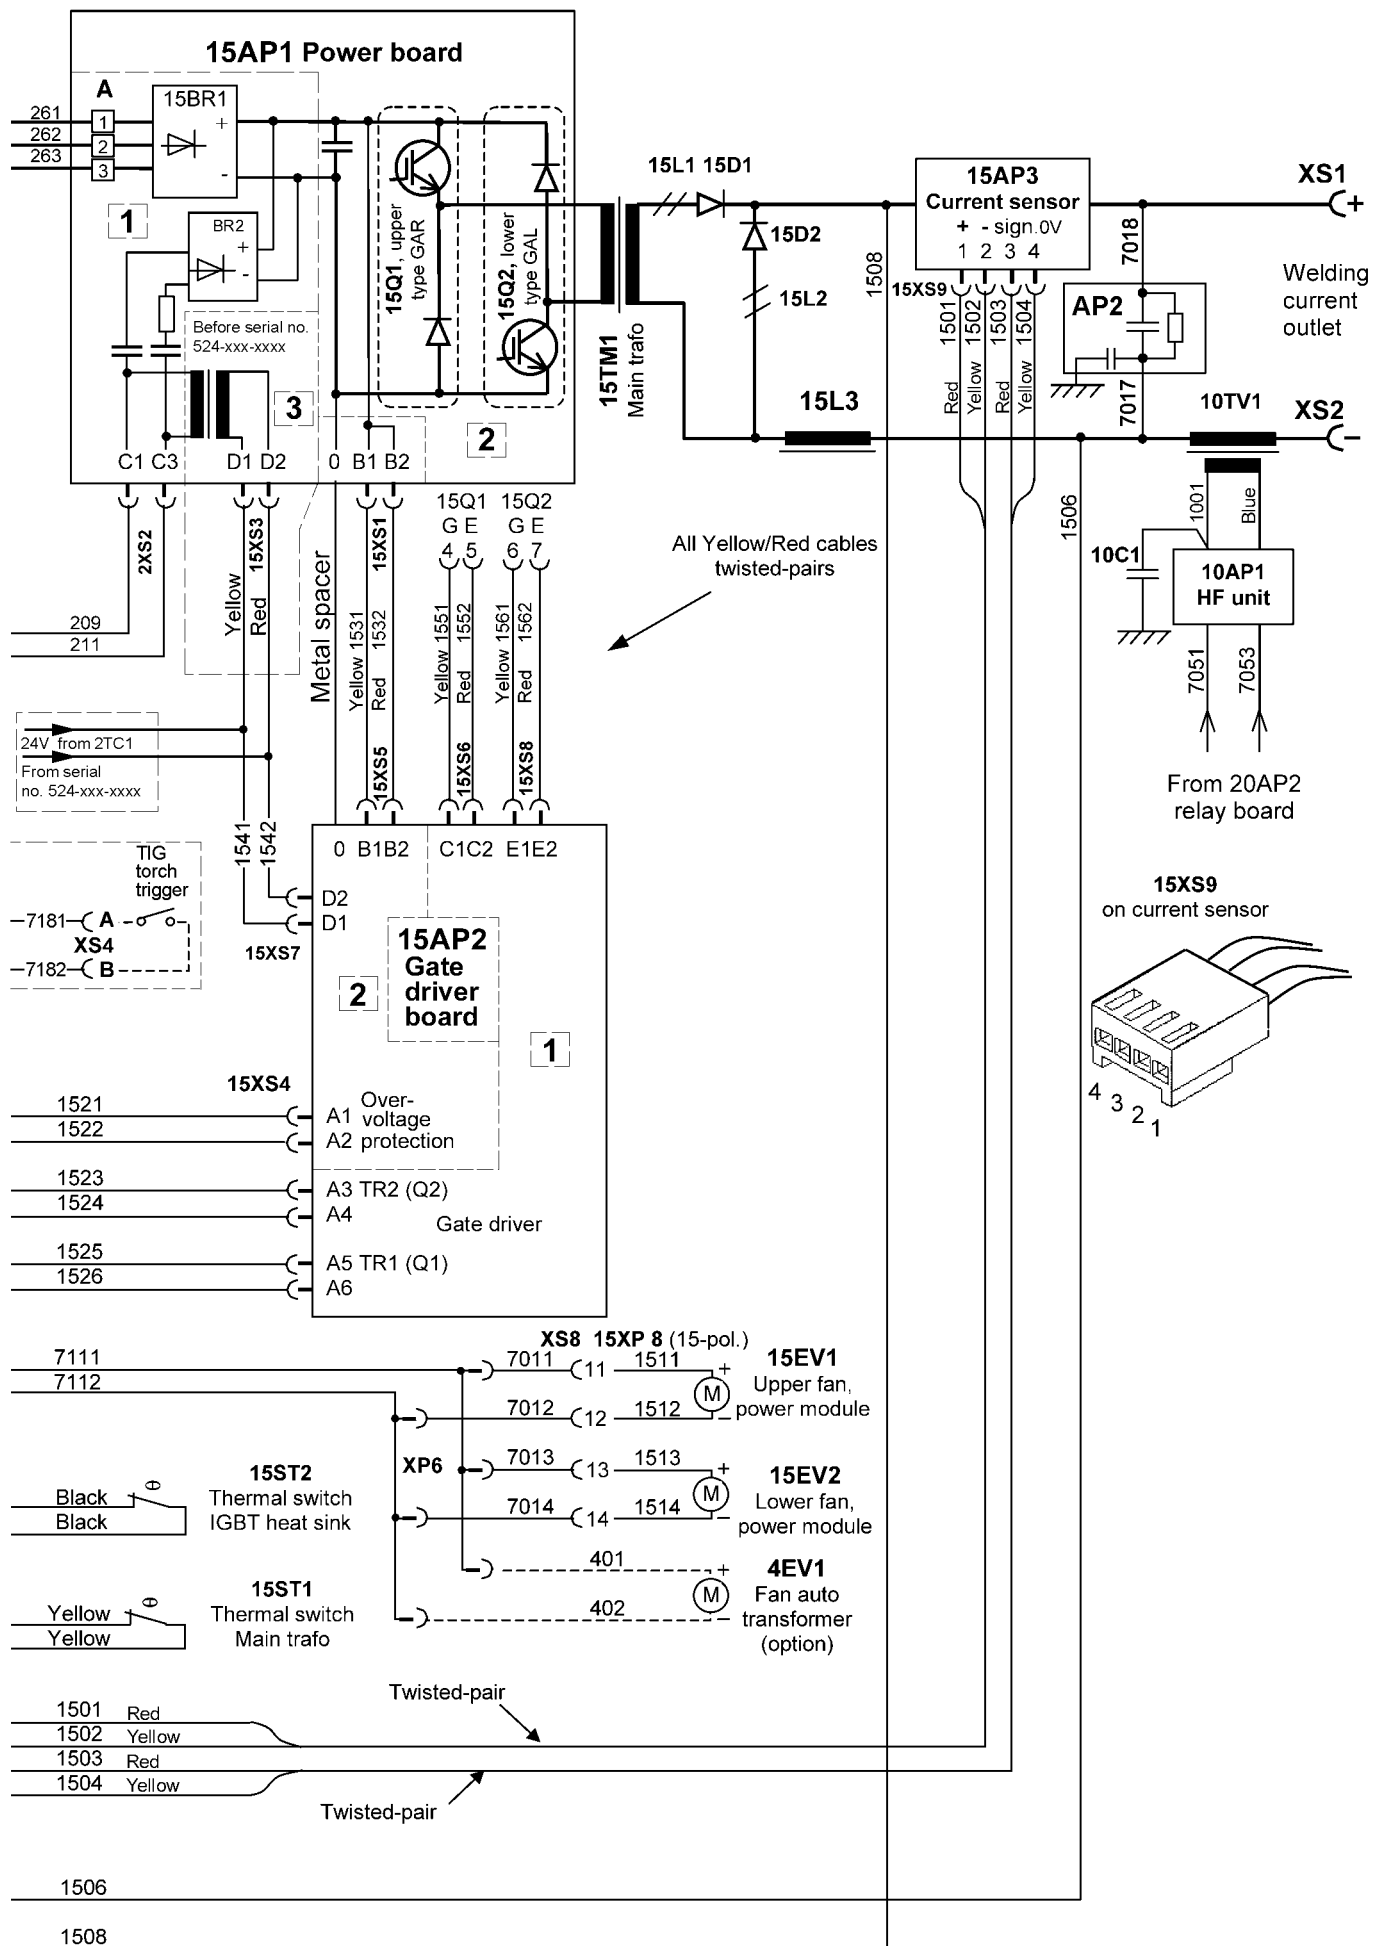 15AP1 Power board
A
15BR1
261
262
263
1
2
3
+
-
1
BR2
+
-
15Q1, upper
type GAR
15Q2, lower
type GAL
Before serial no.
524-xxx-xxxx
3
2
C1 C3
D1 D2
0 B1 B2
15TM1
Main trafo
15L1 15D1
15D2
15L2
15L3
1508
15AP3
Current sensor
+ - sign.0V
1 2 3 4
15XS9
1501
1502
1503
1504
Red
Yellow
Red
Yellow
7018
AP2
7017
XS1
+
Welding
current
outlet
10TV1
XS2
-
1001
Blue
10C1
10AP1
HF unit
7051
7053
From 20AP2
relay board
1506
2XS2
15XS3
Yellow
Red
209
211
Metal spacer
15XS1
Yellow 1531
Red 1532
15XS5
15Q1 15Q2
G E G E
4 5 6 7
Yellow 1551
Red 1552
15XS6
Yellow 1561
Red 1562
15XS8
All Yellow/Red cables
twisted-pairs
24V from 2TC1
From serial
no. 524-xxx-xxxx
1541
1542
TIG
torch
trigger
7181 A
XS4
7182 B
0 B1B2 C1C2 E1E2
D2
D1
15XS7
15AP2
Gate
driver
board
2
1
15XS9
on current sensor
4
3
2
1
15XS4
1521
1522
A1
A2
Over-
voltage
protection
1523
1524
A3 TR2 (Q2)
A4
Gate driver
1525
1526
A5 TR1 (Q1)
A6
XS8 15XP 8 (15-pol.)
7111
7112
7011 11 1511
+
M
-
15EV1
Upper fan,
power module
7012 12 1512
XP6
7013 13 1513
+
M
-
15EV2
Lower fan,
power module
7014 14 1514
401
+
M
-
4EV1
Fan auto
transformer
(option)
402
15ST2
Thermal switch
IGBT heat sink
Black
Black
15ST1
Thermal switch
Main trafo
Yellow
Yellow
Twisted-pair
1501 Red
1502 Yellow
1503 Red
1504 Yellow
Twisted-pair
1506
1508